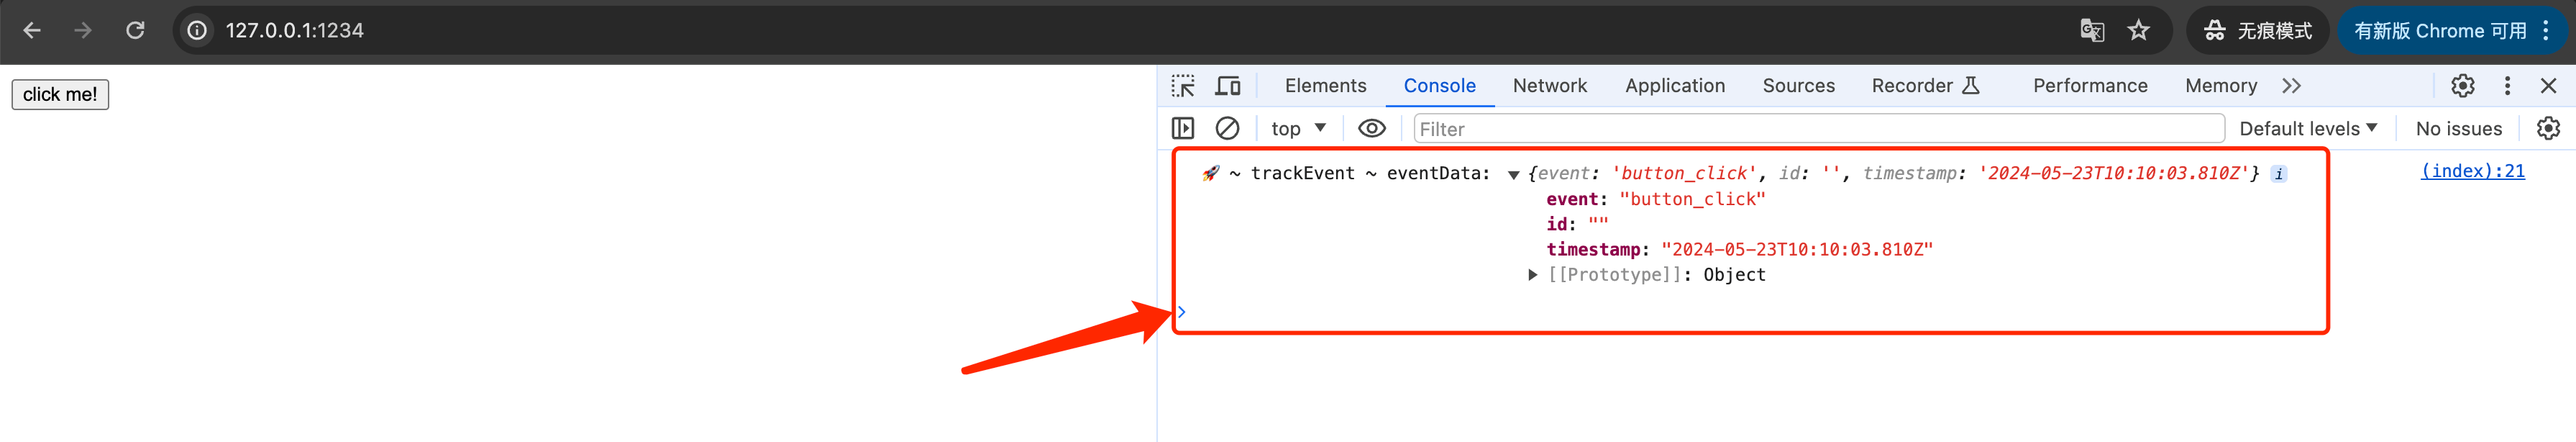 127.0.0.1:1234
无痕模式
有新版 Chrome 可用
click me!
Elements Console Network Application Sources Recorder Performance Memory
top Filter Default levels No issues
🚀 ~ trackEvent ~ eventData: ▼ {event: 'button_click', id: '', timestamp: '2024-05-23T10:10:03.810Z'} i (index):21
event: "button_click"
id: ""
timestamp: "2024-05-23T10:10:03.810Z"
▶ [[Prototype]]: Object